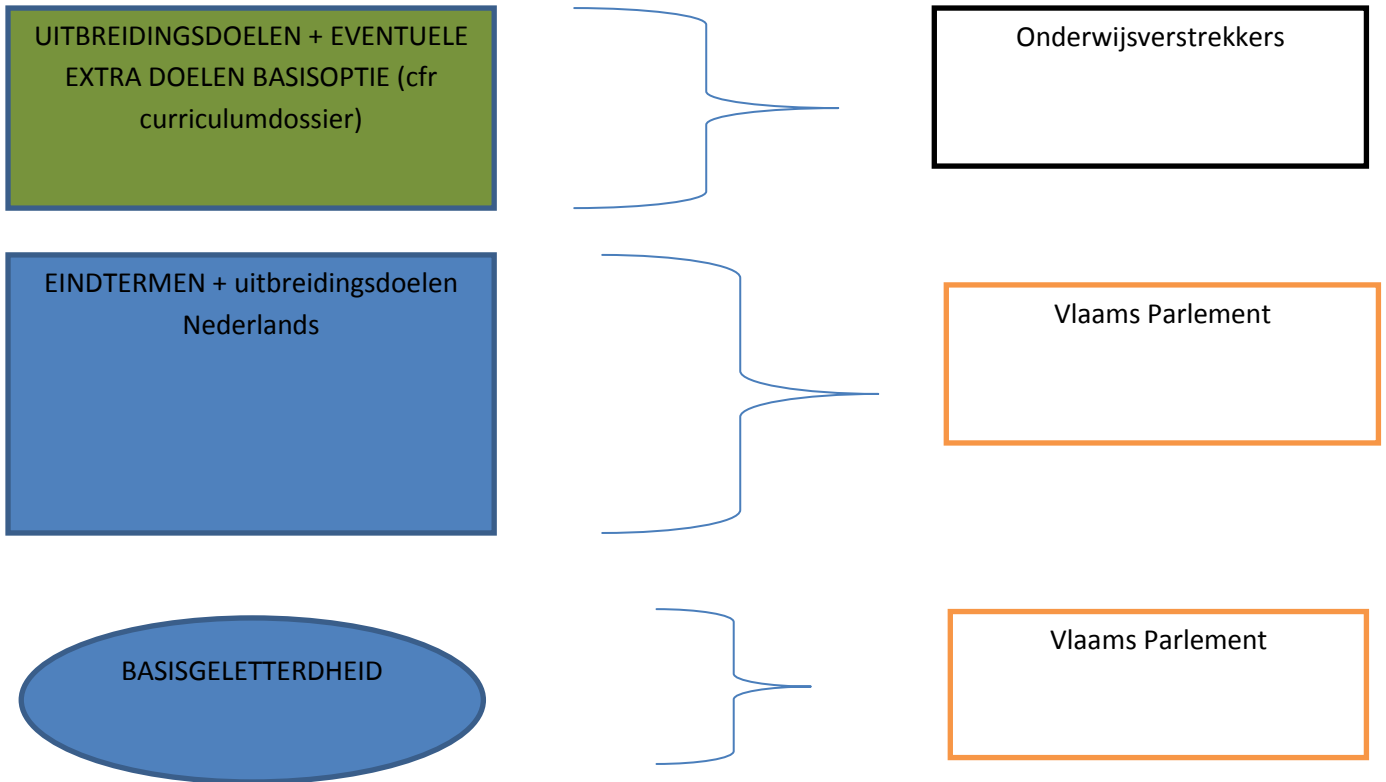 UITBREIDINGSDOELEN + EVENTUELE
EXTRA DOELEN BASISOPTIE (cfr
curriculumdossier)
Onderwijsverstrekkers
EINDTERMEN + uitbreidingsdoelen
Nederlands
Vlaams Parlement
BASISGELETTERDHEID
Vlaams Parlement